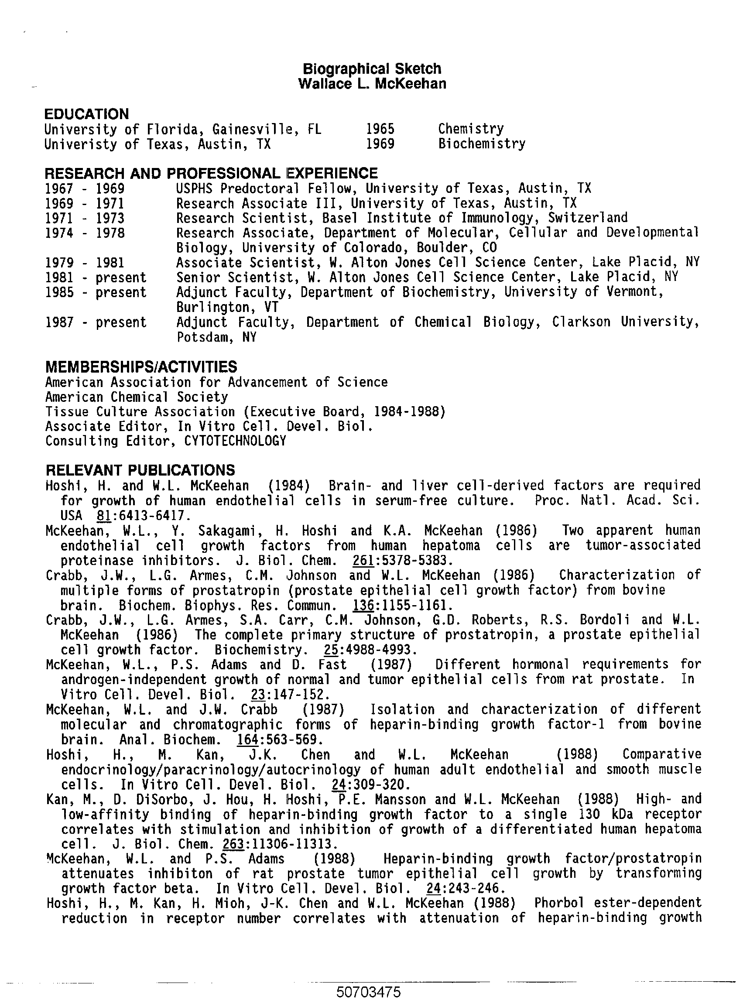 Biographical Sketch
Wallace L. McKeehan
EDUCATION
University of Florida, Gainesville, FL 1965 Chemistry
Univeristy of Texas, Austin, TX 1969 Biochemistry
RESEARCH AND PROFESSIONAL EXPERIENCE
1967 - 1969 USPHS Predoctoral Fellow, University of Texas, Austin, TX
1969 - 1971 Research Associate III, University of Texas, Austin, TX
1971 - 1973 Research Scientist, Basel Institute of Immunology, Switzerland
1974 - 1978 Research Associate, Department of Molecular, Cellular and Developmental
Biology, University of Colorado, Boulder, CO
1979 - 1981 Associate Scientist, W. Alton Jones Cell Science Center, Lake Placid, NY
1981 - present Senior Scientist, W. Alton Jones Cell Science Center, Lake Placid, NY
1985 - present Adjunct Faculty, Department of Biochemistry, University of Vermont,
Burlington, VT
1987 - present Adjunct Faculty, Department of Chemical Biology, Clarkson University,
Potsdam, NY
MEMBERSHIPS/ACTIVITIES
American Association for Advancement of Science
American Chemical Society
Tissue Culture Association (Executive Board, 1984-1988)
Associate Editor, In Vitro Cell. Devel. Biol.
Consulting Editor, CYTOTECHNOLOGY
RELEVANT PUBLICATIONS
Hoshi, H. and W.L. McKeehan (1984) Brain- and liver cell-derived factors are required
for growth of human endothelial cells in serum-free culture. Proc. Natl. Acad. Sci.
USA 81:6413-6417.
McKeehan, W.L., Y. Sakagami, H. Hoshi and K.A. McKeehan (1986) Two apparent human
endothelial cell growth factors from human hepatoma cells are tumor-associated
proteinase inhibitors. J. Biol. Chem. 261:5378-5383.
Crabb, J.W., L.G. Armes, C.M. Johnson and W.L. McKeehan (1986) Characterization of
multiple forms of prostatropin (prostate epithelial cell growth factor) from bovine
brain. Biochem. Biophys. Res. Commun. 136:1155-1161.
Crabb, J.W., L.G. Armes, S.A. Carr, C.M. Johnson, G.D. Roberts, R.S. Bordoli and W.L.
McKeehan (1986) The complete primary structure of prostatropin, a prostate epithelial
cell growth factor. Biochemistry. 25:4988-4993.
McKeehan, W.L., P.S. Adams and D. Fast (1987) Different hormonal requirements for
androgen-independent growth of normal and tumor epithelial cells from rat prostate. In
Vitro Cell. Devel. Biol. 23:147-152.
McKeehan, W.L. and J.W. Crabb (1987) Isolation and characterization of different
molecular and chromatographic forms of heparin-binding growth factor-1 from bovine
brain. Anal. Biochem. 164:563-569.
Hoshi, H., M. Kan, J.K. Chen and W.L. McKeehan (1988) Comparative
endocrinology/paracrinology/autocrinology of human adult endothelial and smooth muscle
cells. In Vitro Cell. Devel. Biol. 24:309-320.
Kan, M., D. DiSorbo, J. Hou, H. Hoshi, P.E. Mansson and W.L. McKeehan (1988) High- and
low-affinity binding of heparin-binding growth factor to a single 130 kDa receptor
correlates with stimulation and inhibition of growth of a differentiated human hepatoma
cell. J. Biol. Chem. 263:11306-11313.
McKeehan, W.L. and P.S. Adams (1988) Heparin-binding growth factor/prostatropin
attenuates inhibiton of rat prostate tumor epithelial cell growth by transforming
growth factor beta. In Vitro Cell. Devel. Biol. 24:243-246.
Hoshi, H., M. Kan, H. Mioh, J-K. Chen and W.L. McKeehan (1988) Phorbol ester-dependent
reduction in receptor number correlates with attenuation of heparin-binding growth
50703475